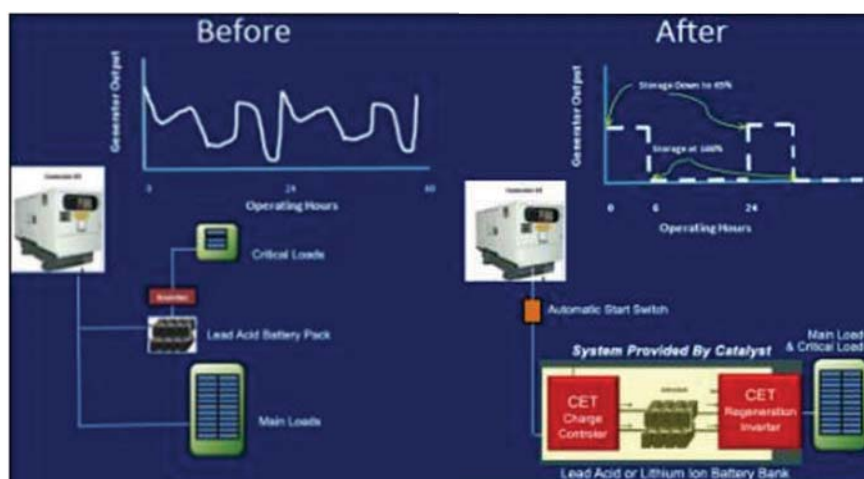 Before
After
Generator Output
0
24
60
Operating Hours
Critical Loads
Lead Acid Battery Pack
Main Loads
Generator Output
Storage Down to 65%
Storage at 100%
0
6
24
Operating Hours
Automatic Start Switch
Main Loads
& Critical Loads
System Provided By Catalyst
CET
Charge
Controller
CET
Regeneration
Inverter
Lead Acid or Lithium Ion Battery Bank